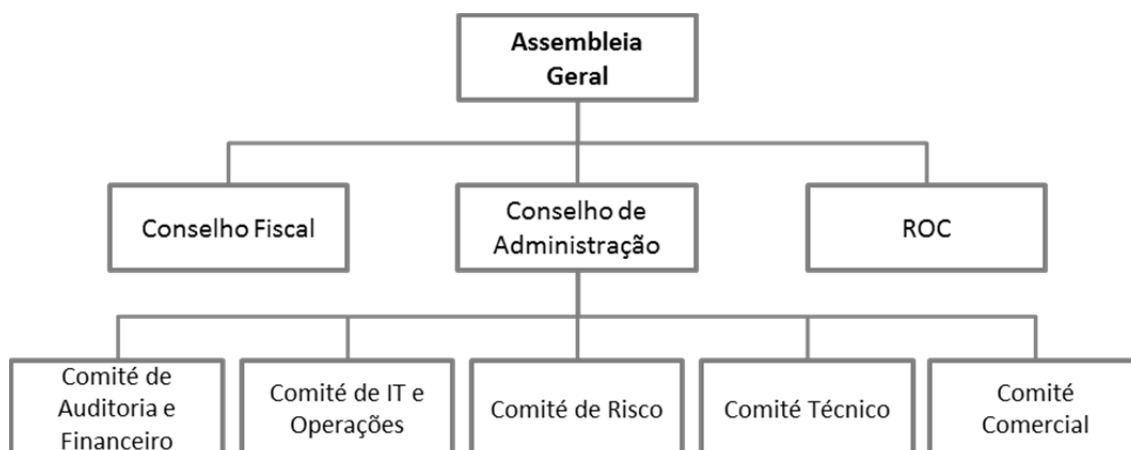 Assembleia
Geral
Conselho Fiscal
Conselho de
Administração
ROC
Comité de
Auditoria e
Financeiro
Comité de IT e
Operações
Comité de Risco
Comité Técnico
Comité
Comercial